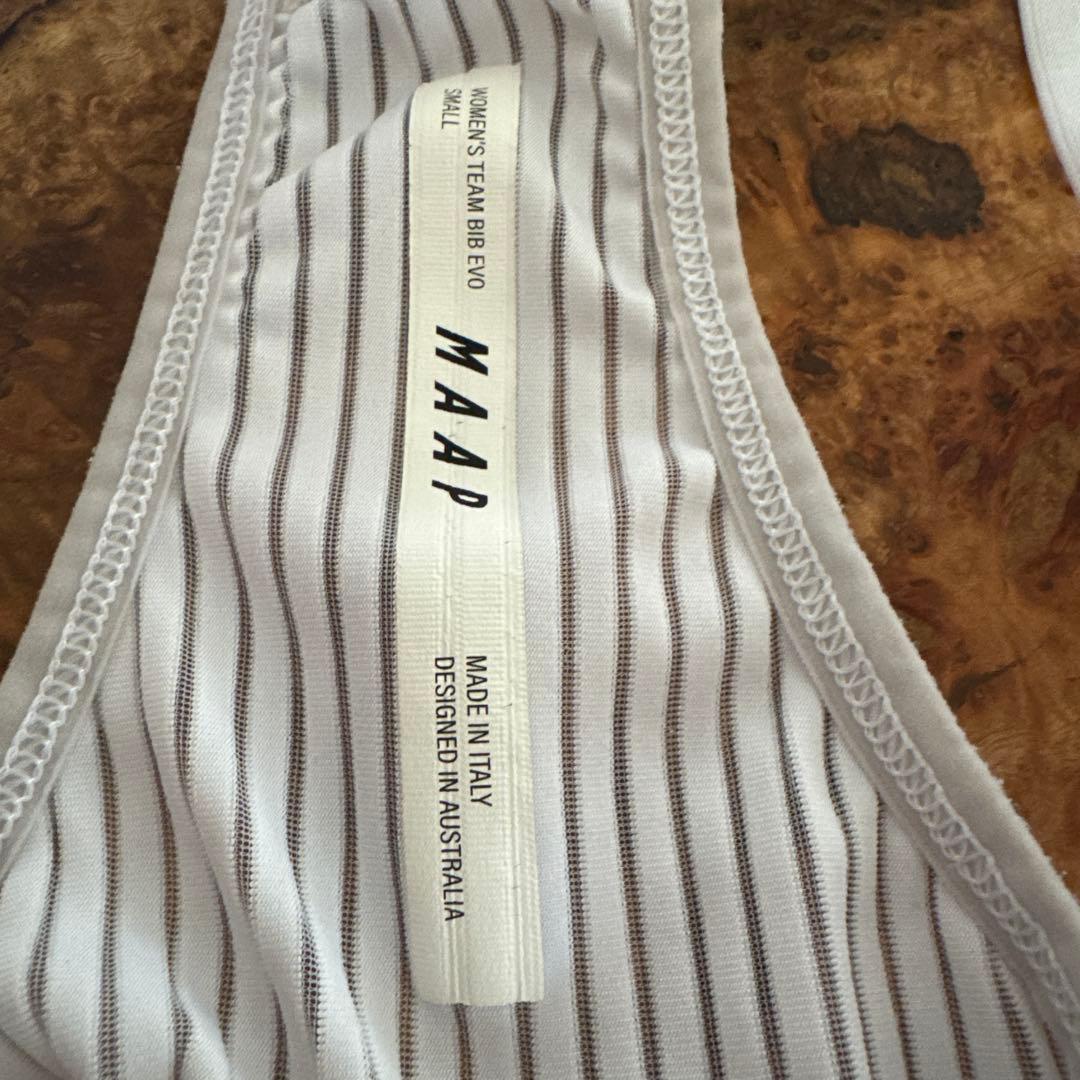 WOMEN'S TEAM BIB EVO
SMALL
MAAP
MADE IN ITALY
DESIGNED IN AUSTRALIA